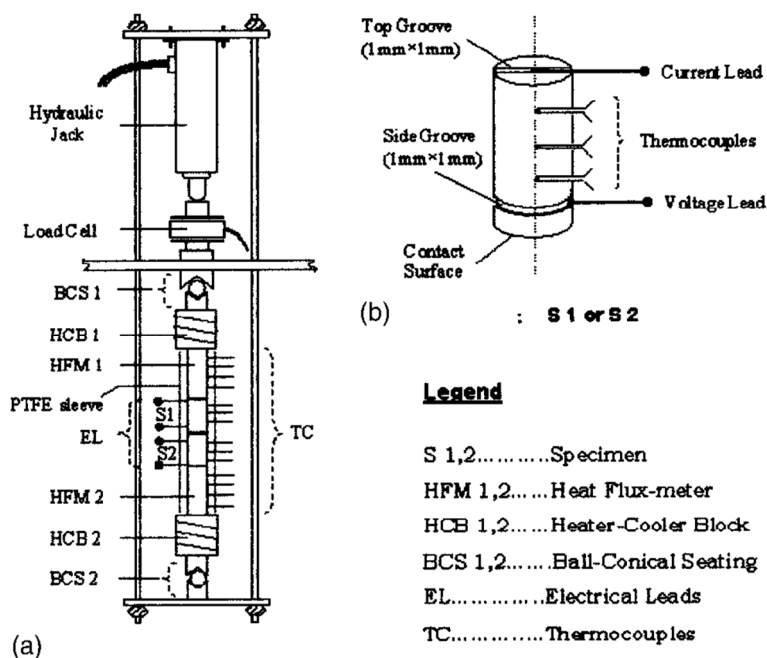 Hydraulic
Jack
Load Cell
BCS 1
HCB 1
HFM 1
PTFE sleeve
S1
EL
S2
TC
HFM 2
HCB 2
BCS 2
(a)
Top Groove
(1mm×1mm)
Current Lead
Side Groove
(1mm×1mm)
Thermocouples
Voltage Lead
Contact
Surface
(b)
: S 1 or S 2
Legend
S 1,2..........Specimen
HFM 1,2.....Heat Flux-meter
HCB 1,2.....Heater-Cooler Block
BCS 1,2......Ball-Conical Seating
EL.............Electrical Leads
TC.............Thermocouples